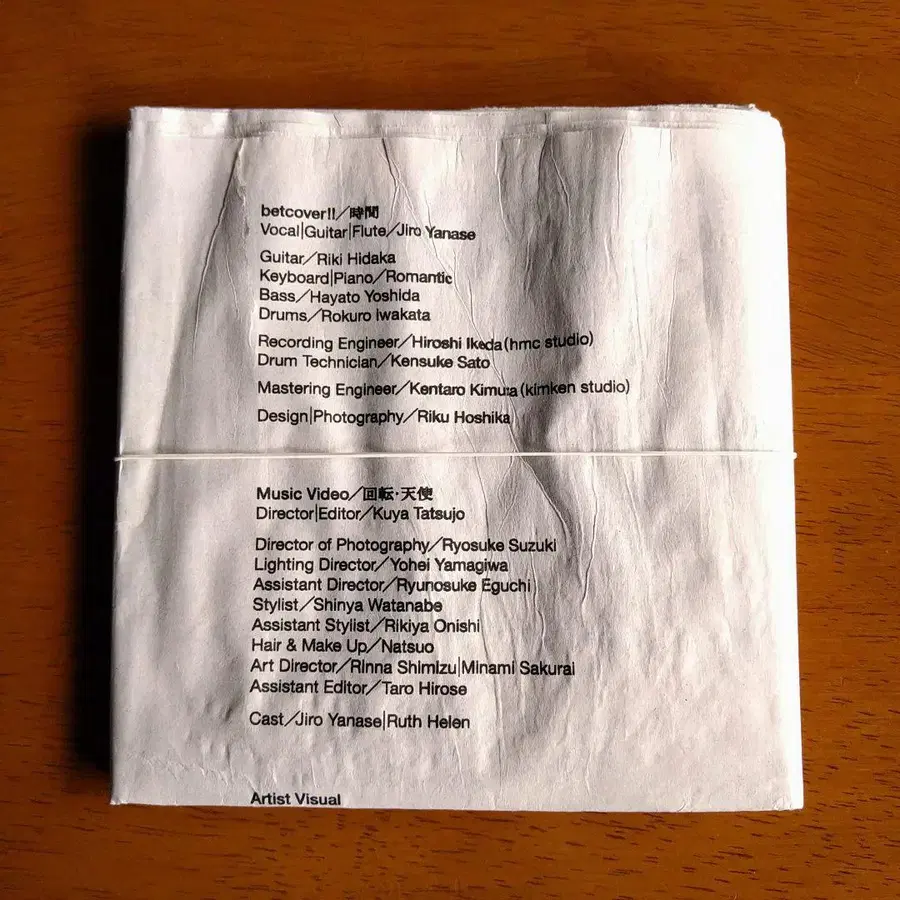 betcover!!／時間
Vocal|Guitar|Flute／Jiro Yanase
Guitar／Riki Hidaka
Keyboard|Piano／Romantic
Bass／Hayato Yoshida
Drums／Rokuro Iwakata
Recording Engineer／Hiroshi Ikeda(hmc studio)
Drum Technician／Kensuke Sato
Mastering Engineer／Kentaro Kimura(kimken studio)
Design|Photography／Riku Hoshika
Music Video／回転・天使
Director|Editor／Kuya Tatsujo
Director of Photography／Ryosuke Suzuki
Lighting Director／Yohei Yamagiwa
Assistant Director／Ryunosuke Eguchi
Stylist／Shinya Watanabe
Assistant Stylist／Rikiya Onishi
Hair & Make Up／Natsuo
Art Director／Rinna Shimizu|Minami Sakurai
Assistant Editor／Taro Hirose
Cast／Jiro Yanase|Ruth Helen
Artist Visual